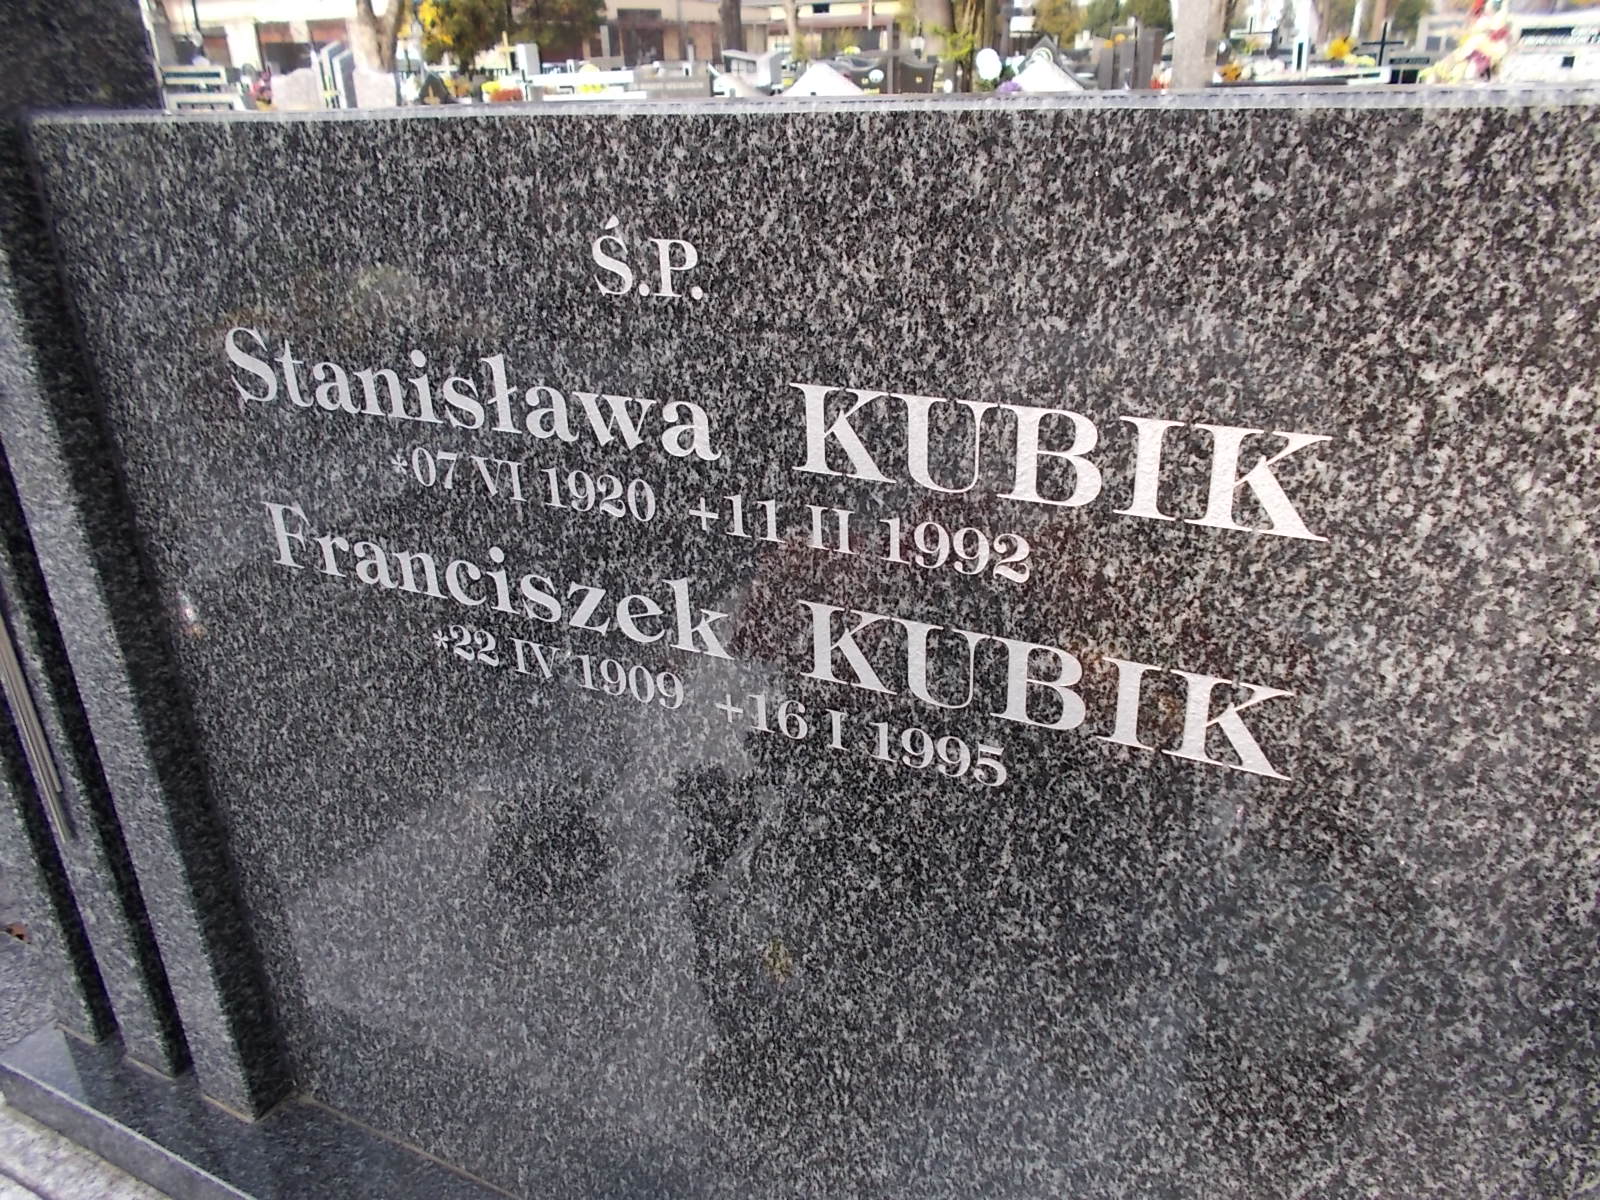 Ś.P.
Stanisława KUBIK
*07 VI 1920 +11 II 1992
Franciszek KUBIK
*22 IV 1909 +16 I 1995